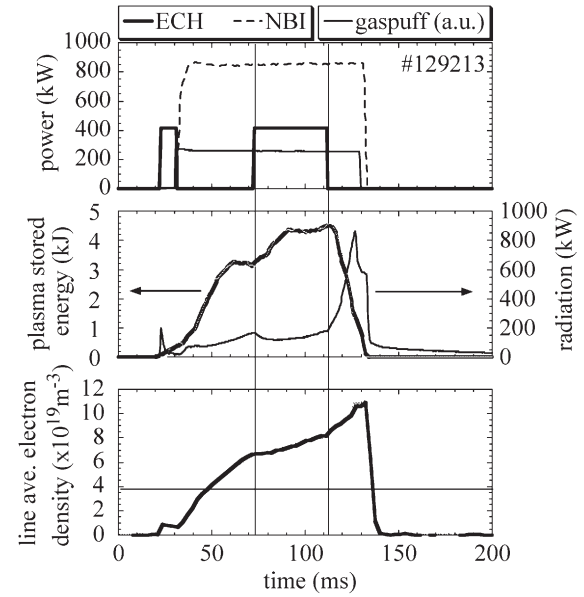 ECH NBI gaspuff (a.u.)
#129213
power (kW)
1000
800
600
400
200
0
plasma stored
energy (kJ)
5
4
3
2
1
0
1000
800
600
400
200
0
radiation (kW)
line ave. electron
density (x10¹⁹m⁻³)
12
10
8
6
4
2
0
0 50 100 150 200
time (ms)